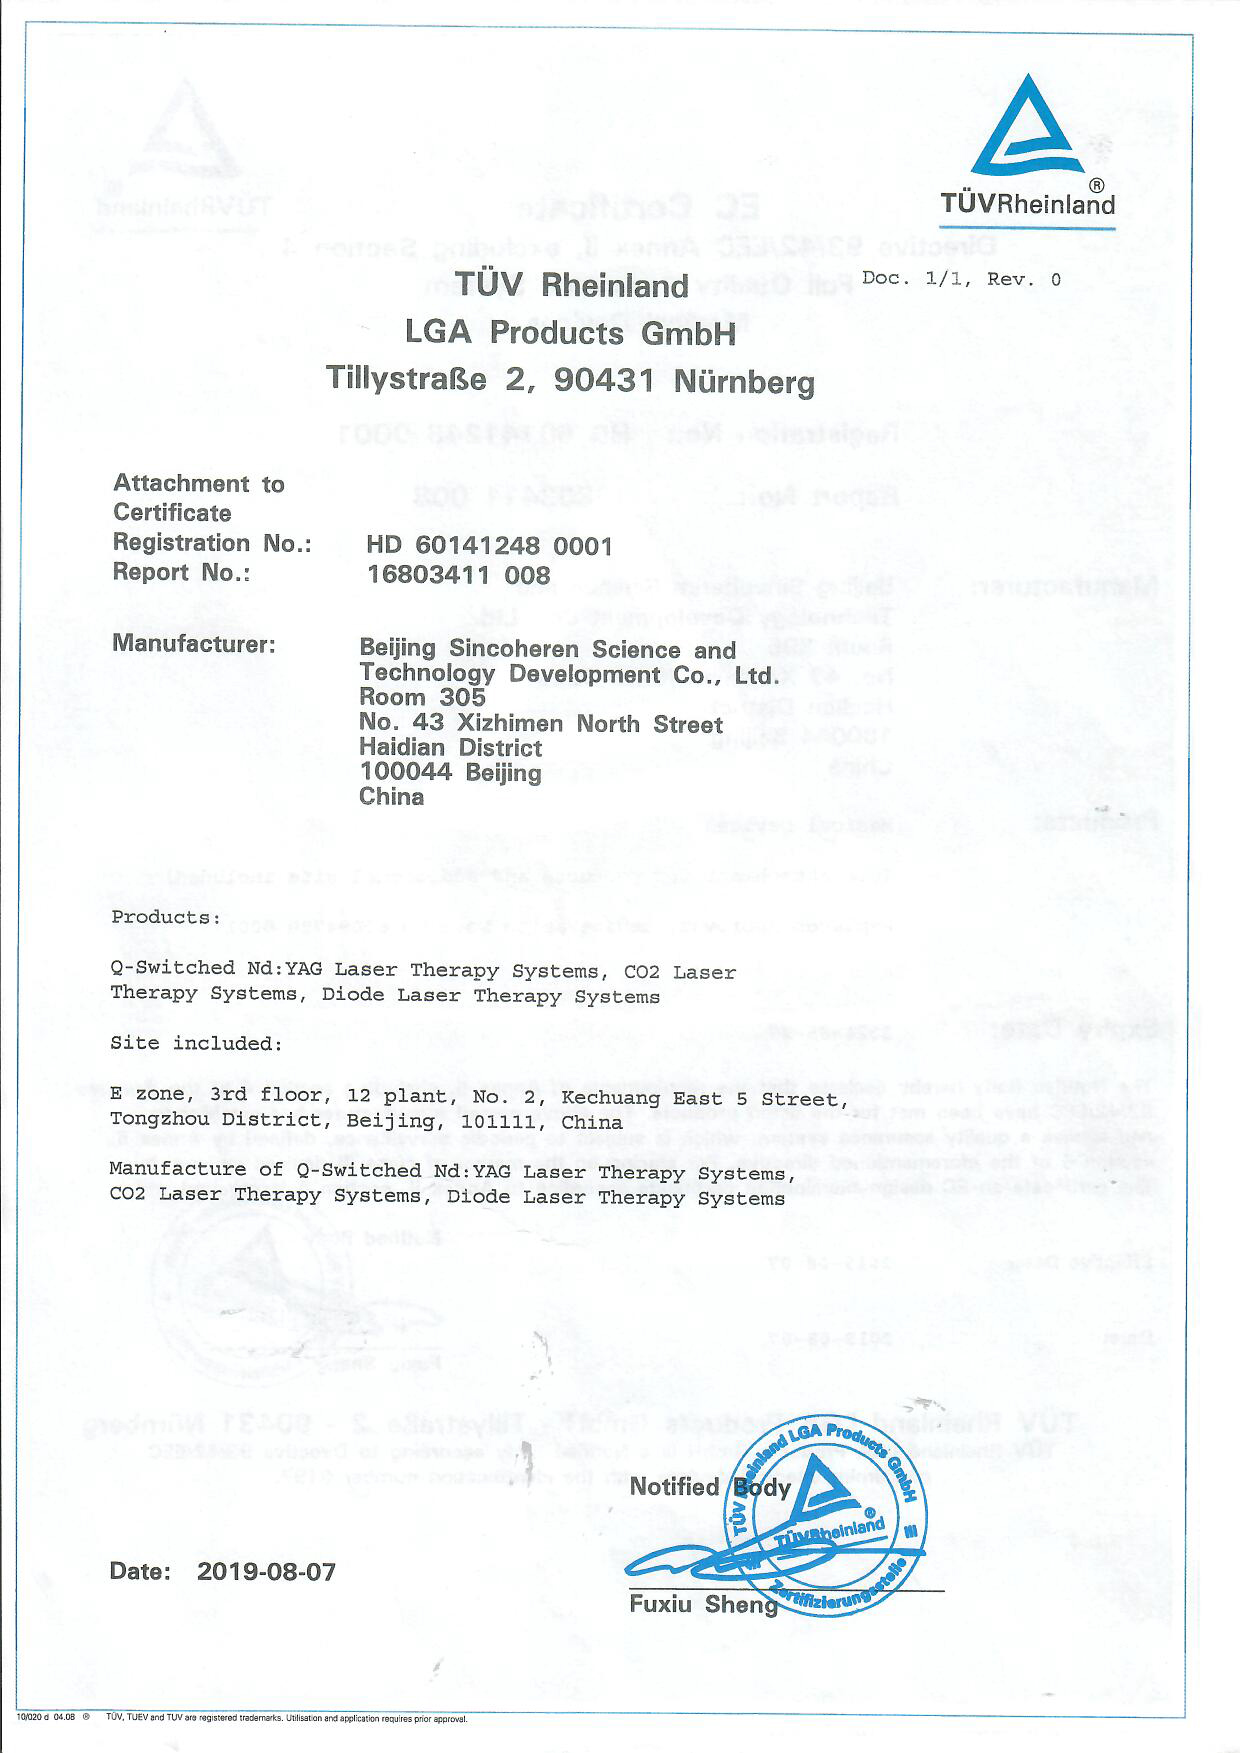 TÜVRheinland®
Doc. 1/1, Rev. 0
TÜV Rheinland
LGA Products GmbH
Tillystraße 2, 90431 Nürnberg
Attachment to
Certificate
Registration No.: HD 60141248 0001
Report No.: 16803411 008
Manufacturer: Beijing Sincoheren Science and
Technology Development Co., Ltd.
Room 305
No. 43 Xizhimen North Street
Haidian District
100044 Beijing
China
Products:
Q-Switched Nd:YAG Laser Therapy Systems, CO2 Laser
Therapy Systems, Diode Laser Therapy Systems
Site included:
E zone, 3rd floor, 12 plant, No. 2, Kechuang East 5 Street,
Tongzhou District, Beijing, 101111, China
Manufacture of Q-Switched Nd:YAG Laser Therapy Systems,
CO2 Laser Therapy Systems, Diode Laser Therapy Systems
Notified Body
TÜV Rheinland LGA Products GmbH
TÜVRheinland®
Zertifizierungsstelle
Date: 2019-08-07
Fuxiu Sheng
10/020 d 04.08 ® TÜV, TUEV and TUV are registered trademarks. Utilisation and application requires prior approval.